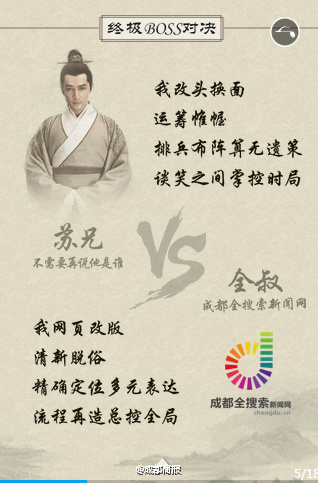 终极BOSS对决
我改头换面
运筹帷幄
排兵布阵算无遗策
谈笑之间掌控时局
苏兄
不需要再说他是谁
VS
全叔
成都全搜索新闻网
我网页改版
清新脱俗
精确定位多元表达
流程再造总控全局
成都全搜索新闻网
chengdu.cn
@成都商报
5/18